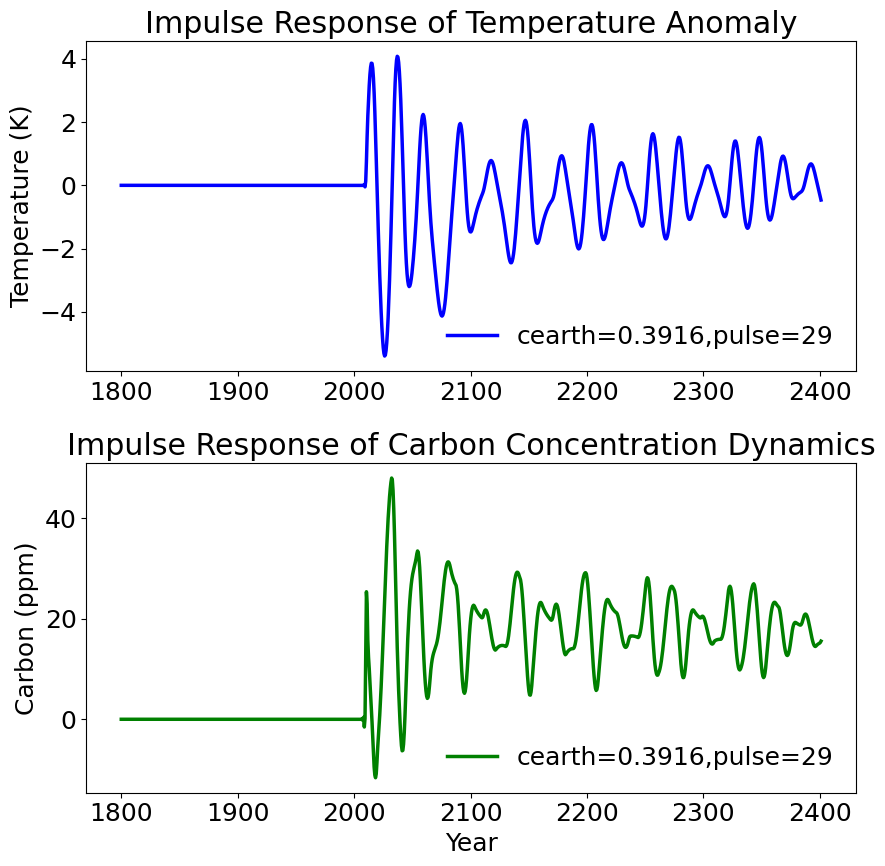 Impulse Response of Temperature Anomaly
Temperature (K)
4
2
0
−2
−4
cearth=0.3916,pulse=29
1800 1900 2000 2100 2200 2300 2400
Impulse Response of Carbon Concentration Dynamics
Carbon (ppm)
40
20
0
cearth=0.3916,pulse=29
1800 1900 2000 2100 2200 2300 2400
Year